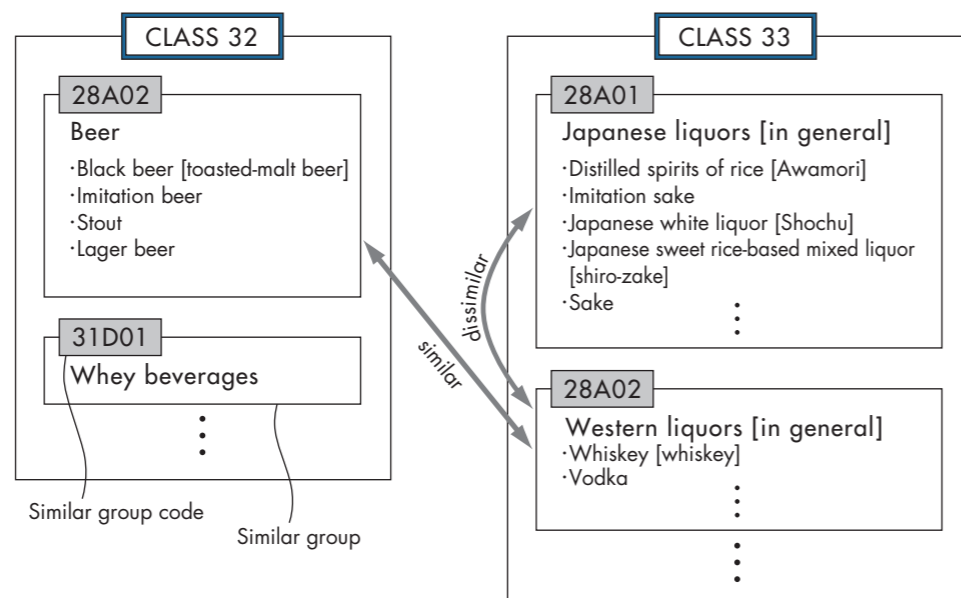 CLASS 32
28A02
Beer
·Black beer [toasted-malt beer]
·Imitation beer
·Stout
·Lager beer
31D01
Whey beverages
Similar group code
Similar group
similar
dissimilar
CLASS 33
28A01
Japanese liquors [in general]
·Distilled spirits of rice [Awamori]
·Imitation sake
·Japanese white liquor [Shochu]
·Japanese sweet rice-based mixed liquor
[shiro-zake]
·Sake
28A02
Western liquors [in general]
·Whiskey [whiskey]
·Vodka